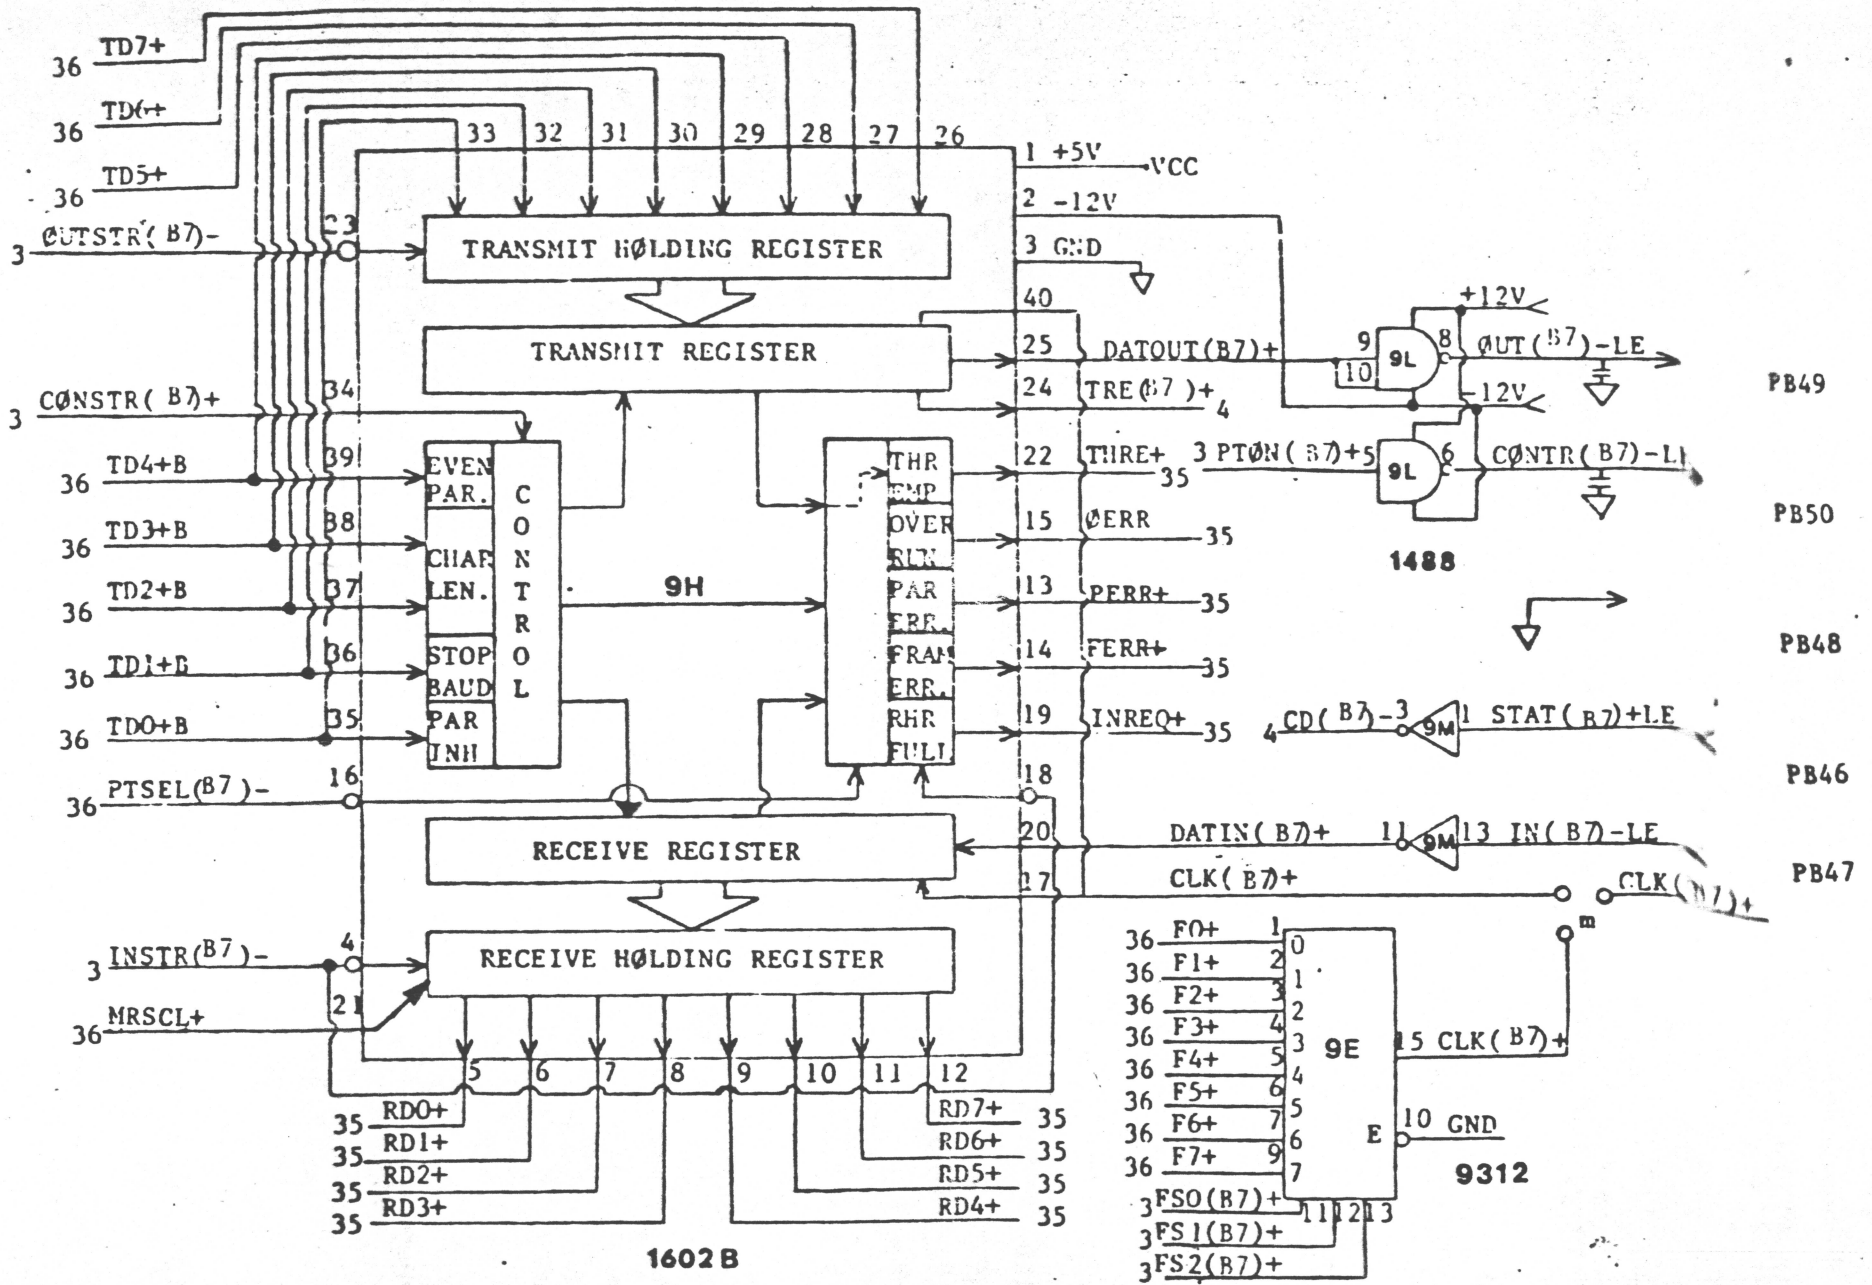 36 TD7+
36 TD6+
36 TD5+
33 32 31 30 29 28 27 26
1 +5V VCC
2 -12V
3 GND
3 ØUTSTR(B7)- 23
TRANSMIT HØLDING REGISTER
40
TRANSMIT REGISTER
25 DATOUT(B7)+
24 TRE(B7)+ 4
+12V
9 10 9L 8 ØUT(B7)-LE
PB49
-12V
3 CØNSTR(B7)+ 34
36 TD4+B 39
36 TD3+B 38
36 TD2+B 37
36 TD1+B 36
36 TD0+B 35
EVEN PAR.
CHAR LEN.
STOP BAUD
PAR INH
CONTROL
9H
THR EMP
OVER RUN
PAR ERR.
FRAM ERR.
RHR FULL
22 THRE+ 35
3 PTØN(B7)+ 5 9L 6 CØNTR(B7)-LE
PB50
1488
15 ØERR 35
13 PERR+ 35
14 FERR+ 35
PB48
19 INREQ+ 35
4 CD(B7)- 3 9M 1 STAT(B7)+LE
PB46
36 PTSEL(B7)- 16
18
RECEIVE REGISTER
20 DATIN(B7)+ 11 9M 13 IN(B7)-LE
PB47
17 CLK(B7)+
CLK(B7)+
m
3 INSTR(B7)- 4
RECEIVE HØLDING REGISTER
36 MRSCL+ 21
5 6 7 8 9 10 11 12
35 RD0+
35 RD1+
35 RD2+
35 RD3+
RD7+ 35
RD6+ 35
RD5+ 35
RD4+ 35
1602B
36 F0+ 1 0
36 F1+ 2 1
36 F2+ 3 2
36 F3+ 4 3
36 F4+ 5 4
36 F5+ 6 5
36 F6+ 7 6
36 F7+ 9 7
9E
15 CLK(B7)+
E 10 GND
9312
3 FS0(B7)+ 11 12 13
3 FS1(B7)+
3 FS2(B7)+